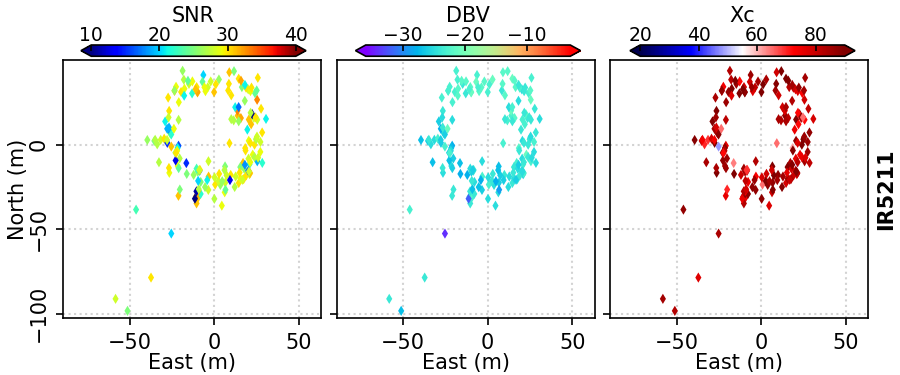 SNR DBV Xc
10 20 30 40 −30 −20 −10 20 40 60 80
North (m)
0
−50
−100
IR5211
−50 0 50 −50 0 50 −50 0 50
East (m) East (m) East (m)